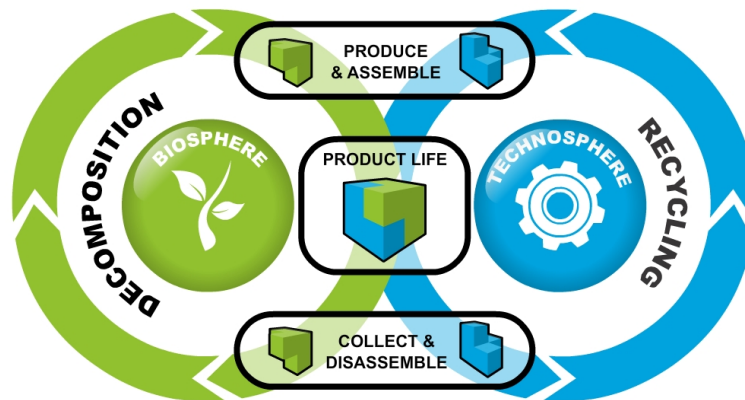 PRODUCE
& ASSEMBLE
DECOMPOSITION
BIOSPHERE
PRODUCT LIFE
TECHNOSPHERE
RECYCLING
COLLECT &
DISASSEMBLE